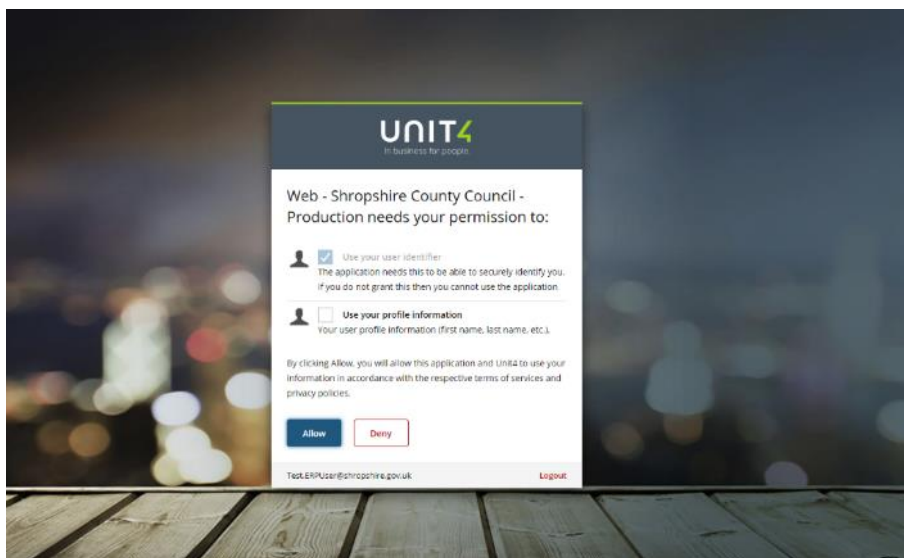 UNIT4
In business for people.
Web - Shropshire County Council -
Production needs your permission to:
Use your user identifier
The application needs this to be able to securely identify you.
If you do not grant this then you cannot use the application
Use your profile information
Your user profile information (first name, last name, etc.).
By clicking Allow, you will allow this application and Unit4 to use your
information in accordance with the respective terms of services and
privacy policies.
Allow
Deny
Test.ERPUser@shropshire.gov.uk
Logout